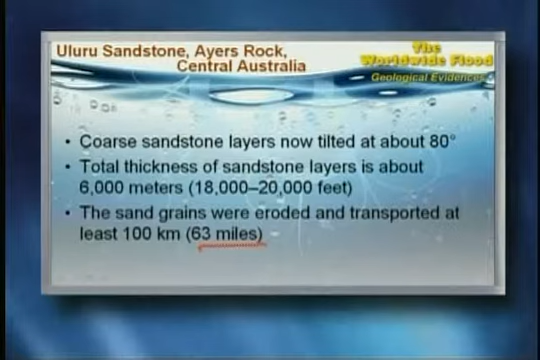 Uluru Sandstone, Ayers Rock,
Central Australia
The
Worldwide Flood
Geological Evidences
• Coarse sandstone layers now tilted at about 80°
• Total thickness of sandstone layers is about
6,000 meters (18,000–20,000 feet)
• The sand grains were eroded and transported at
least 100 km (63 miles)